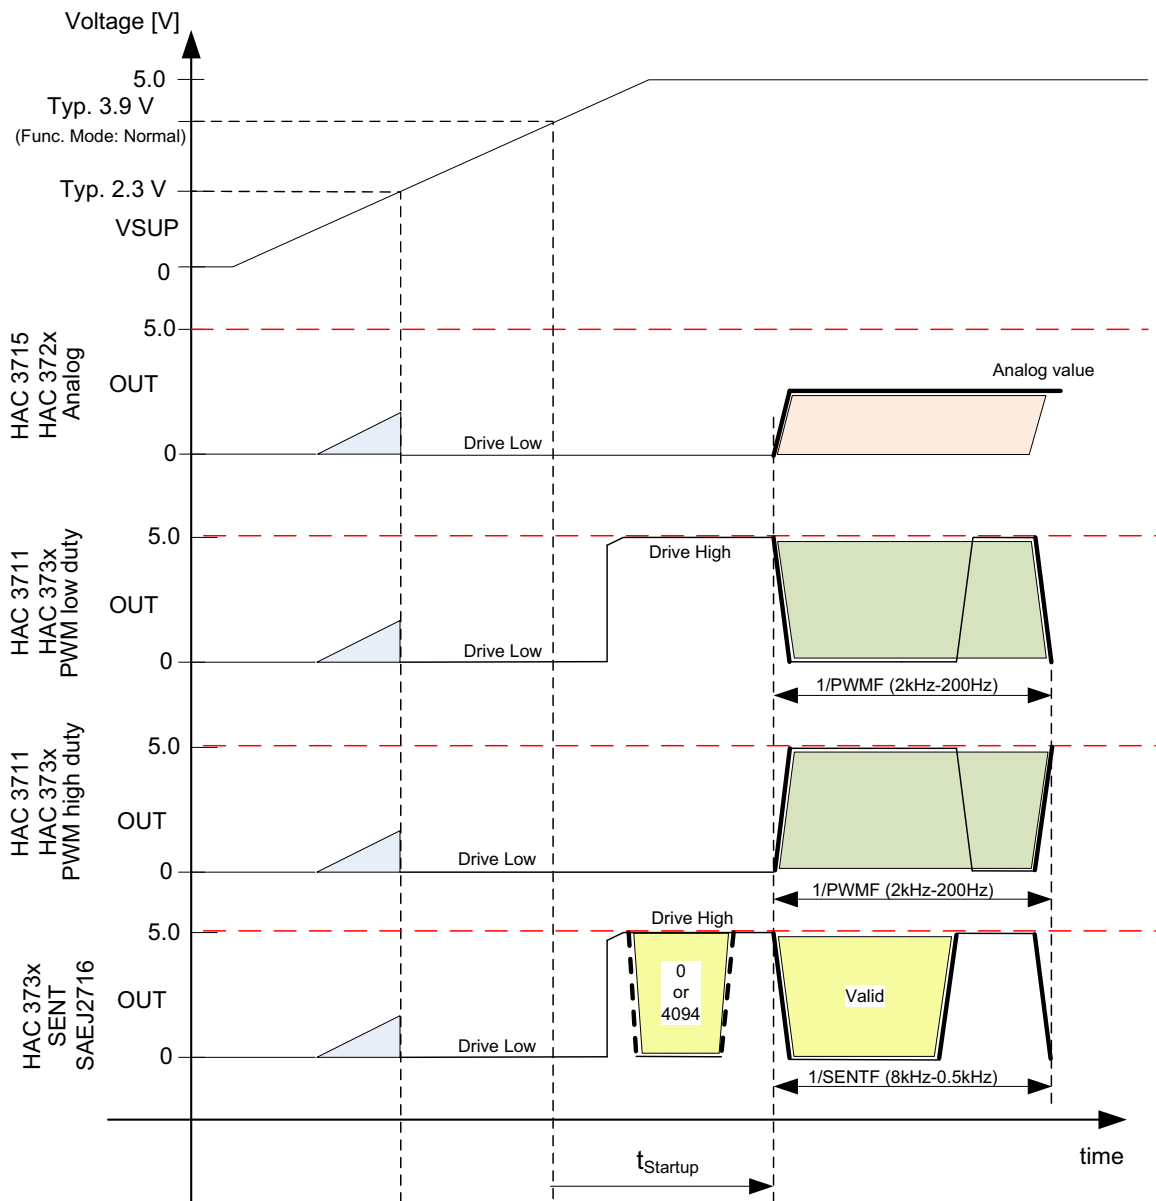 Voltage [V]
5.0
Typ. 3.9 V
(Func. Mode: Normal)
Typ. 2.3 V
VSUP
0
HAC 3715
HAC 372x
Analog
5.0
OUT
Analog value
0
Drive Low
HAC 3711
HAC 373x
PWM low duty
5.0
Drive High
OUT
0
Drive Low
1/PWMF (2kHz-200Hz)
HAC 3711
HAC 373x
PWM high duty
5.0
OUT
0
Drive Low
1/PWMF (2kHz-200Hz)
HAC 373x
SENT
SAEJ2716
Drive High
5.0
OUT
0
or
4094
Valid
0
Drive Low
1/SENTF (8kHz-0.5kHz)
time
tStartup